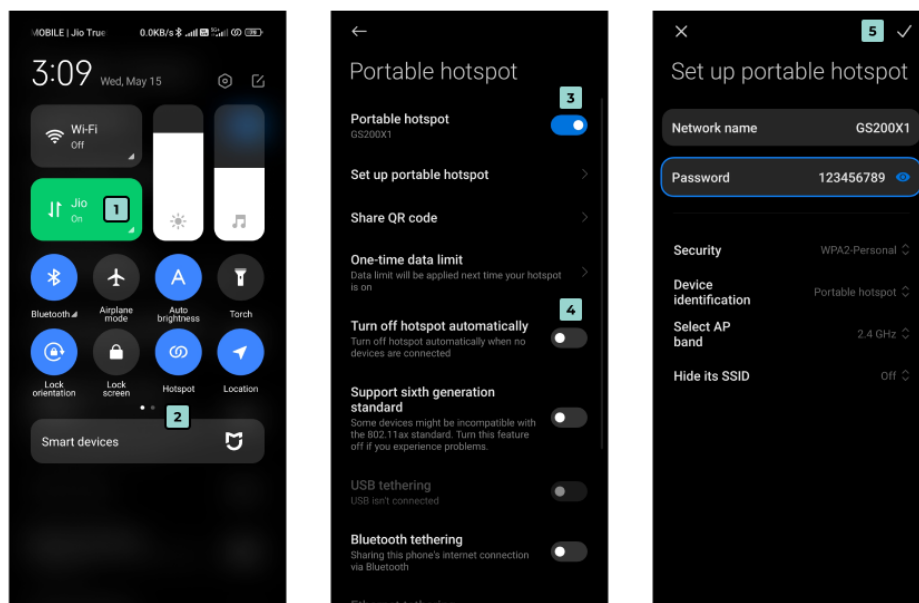 MOBILE | Jio True 0.0KB/s
3:09 Wed, May 15
Wi-Fi
Off
Jio
On
1
Bluetooth
Airplane
mode
Auto
brightness
Torch
Lock
orientation
Lock
screen
Hotspot
Location
2
Smart devices
Portable hotspot
3
Portable hotspot
GS200X1
Set up portable hotspot
Share QR code
One-time data limit
Data limit will be applied next time your hotspot
is on
4
Turn off hotspot automatically
Turn off hotspot automatically when no
devices are connected
Support sixth generation
standard
Some devices might be incompatible with
the 802.11ax standard. Turn this feature
off if you experience problems.
USB tethering
USB isn't connected
Bluetooth tethering
Sharing this phone's internet connection
via Bluetooth
5
Set up portable hotspot
Network name GS200X1
Password 123456789
Security WPA2-Personal
Device
identification Portable hotspot
Select AP
band 2.4 GHz
Hide its SSID Off